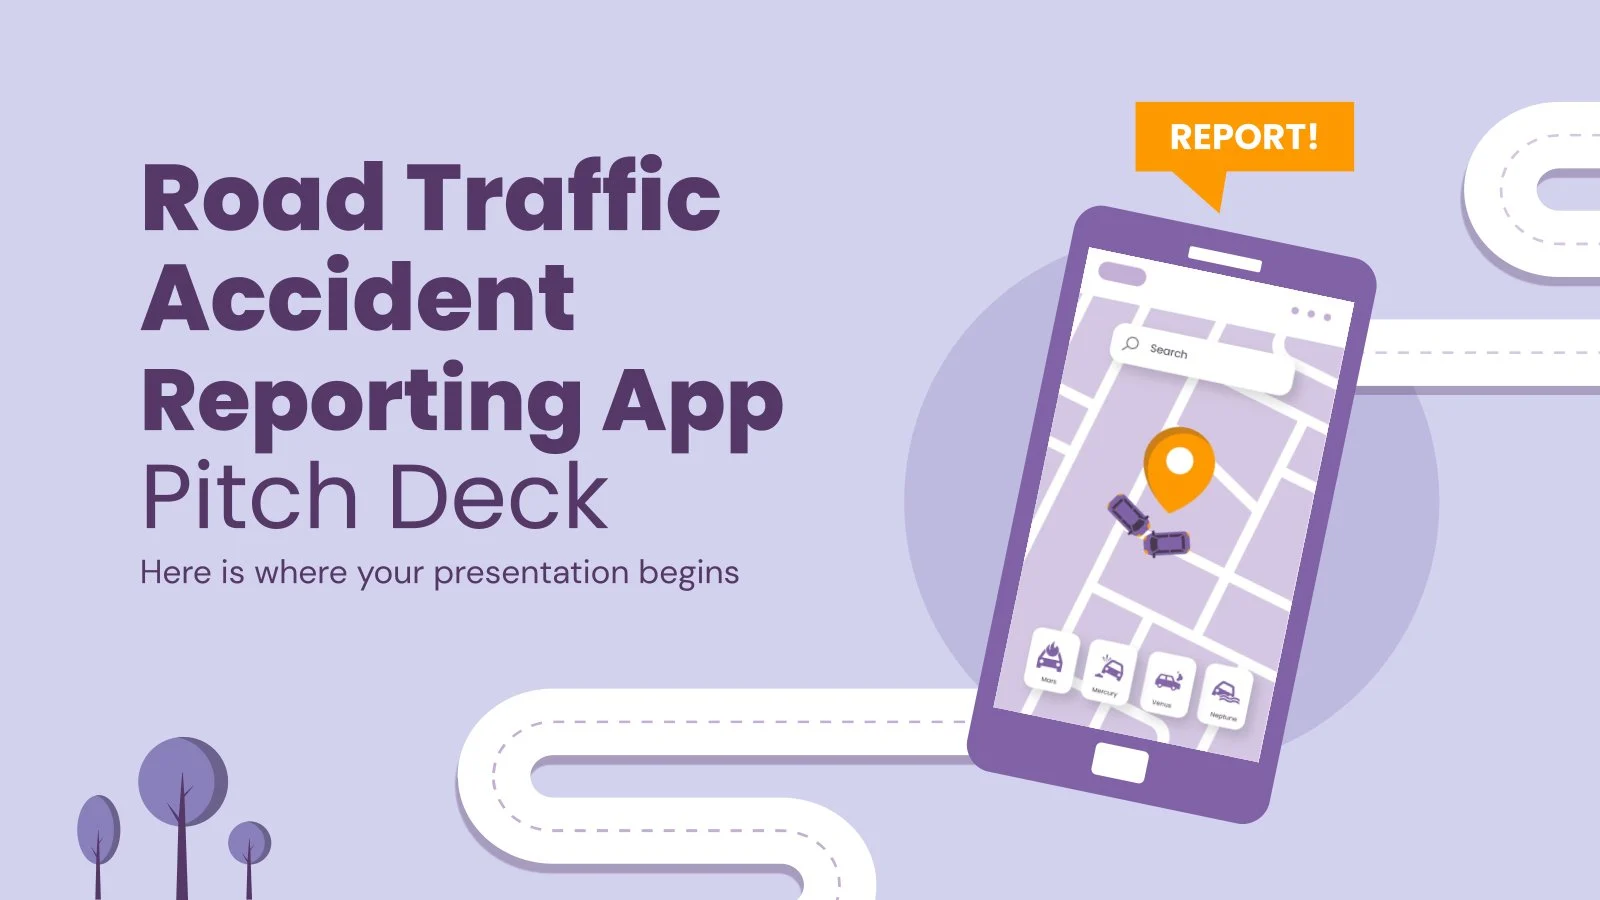 Road Traffic
Accident
Reporting App
Pitch Deck
Here is where your presentation begins
REPORT!
Search
Mars
Mercury
Venus
Neptune